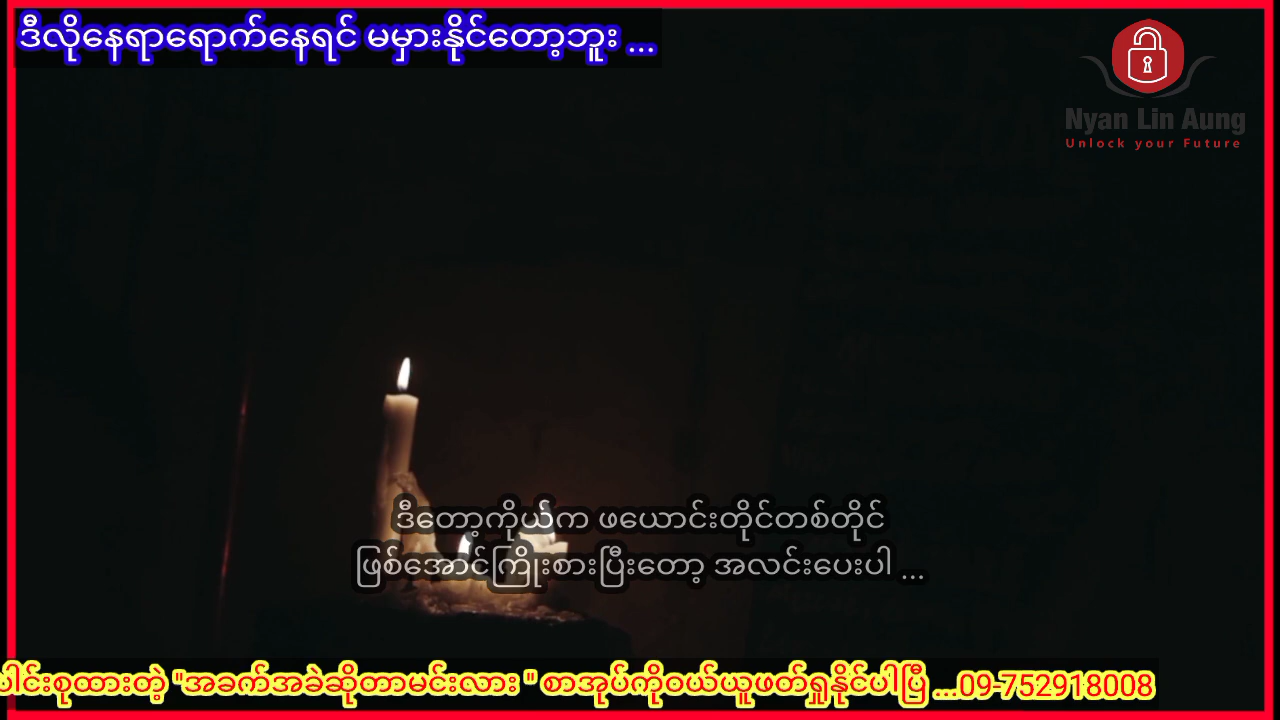 ဒီလိုနေရာရောက်နေရင် မမှားနိုင်တော့ဘူး ...
Nyan Lin Aung
Unlock your Future
ဒီတော့ကိုယ်က ဖယောင်းတိုင်တစ်တိုင်
ဖြစ်အောင်ကြိုးစားပြီးတော့ အလင်းပေးပါ ...
ပါင်းစုထားတဲ့ "အခက်အခဲဆိုတာမင်းလား " စာအုပ်ကိုဝယ်ယူဖတ်ရှုနိုင်ပါပြီ ...09-752918008